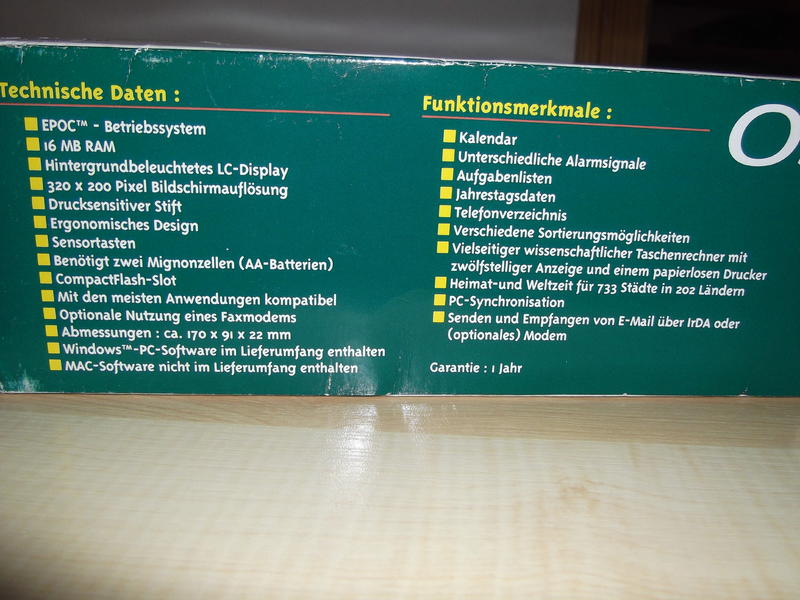 Technische Daten :
EPOC™ - Betriebssystem
16 MB RAM
Hintergrundbeleuchtetes LC-Display
320 x 200 Pixel Bildschirmauflösung
Drucksensitiver Stift
Ergonomisches Design
Sensortasten
Benötigt zwei Mignonzellen (AA-Batterien)
CompactFlash-Slot
Mit den meisten Anwendungen kompatibel
Optionale Nutzung eines Faxmodems
Abmessungen : ca. 170 x 91 x 22 mm
Windows™-PC-Software im Lieferumfang enthalten
MAC-Software nicht im Lieferumfang enthalten
Funktionsmerkmale :
Kalendar
Unterschiedliche Alarmsignale
Aufgabenlisten
Jahrestagsdaten
Telefonverzeichnis
Verschiedene Sortierungsmöglichkeiten
Vielseitiger wissenschaftlicher Taschenrechner mit
zwölfstelliger Anzeige und einem papierlosen Drucker
Heimat-und Weltzeit für 733 Städte in 202 Ländern
PC-Synchronisation
Senden und Empfangen von E-Mail über IrDA oder
(optionales) Modem
Garantie : 1 Jahr